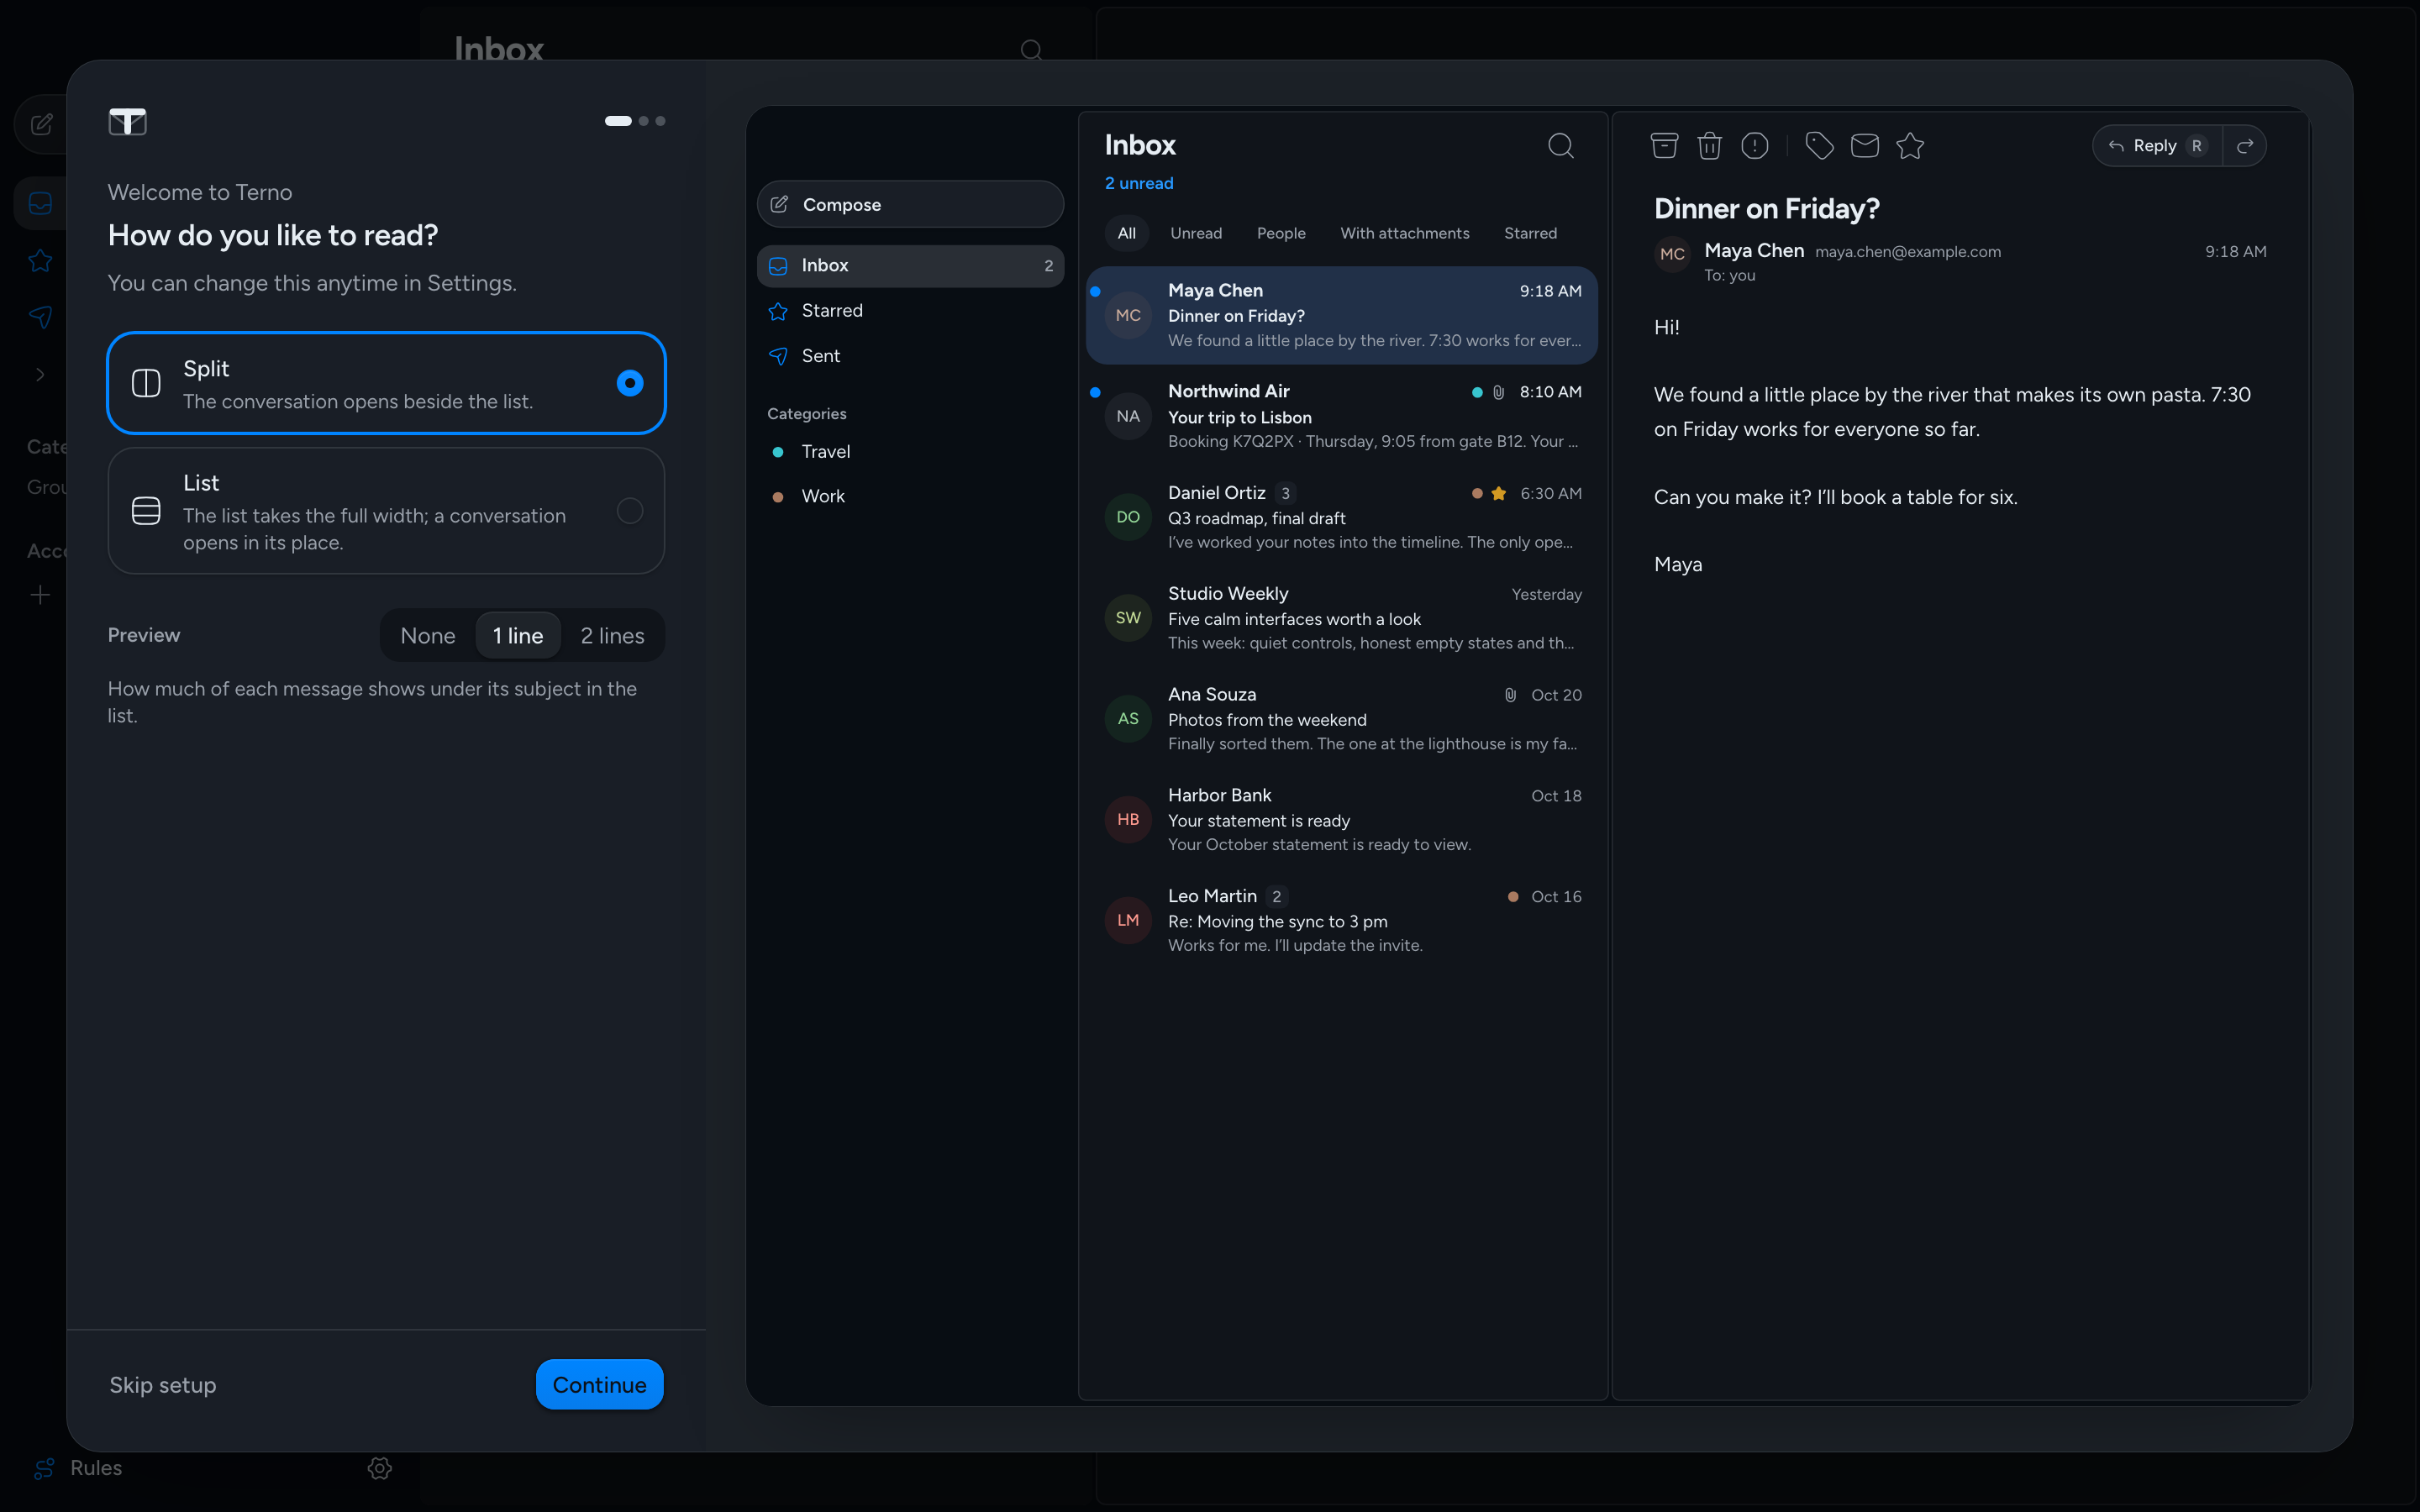 Inbox
Welcome to Terno
How do you like to read?
You can change this anytime in Settings.
Split
The conversation opens beside the list.
List
The list takes the full width; a conversation
opens in its place.
Preview
None
1 line
2 lines
How much of each message shows under its subject in the
list.
Skip setup
Continue
Cate
Grou
Acco
Rules
Compose
Inbox 2
Starred
Sent
Categories
Travel
Work
Inbox
2 unread
All Unread People With attachments Starred
MC
Maya Chen 9:18 AM
Dinner on Friday?
We found a little place by the river. 7:30 works for ever...
NA
Northwind Air 8:10 AM
Your trip to Lisbon
Booking K7Q2PX · Thursday, 9:05 from gate B12. Your ...
DO
Daniel Ortiz 3 6:30 AM
Q3 roadmap, final draft
I’ve worked your notes into the timeline. The only ope...
SW
Studio Weekly Yesterday
Five calm interfaces worth a look
This week: quiet controls, honest empty states and th...
AS
Ana Souza Oct 20
Photos from the weekend
Finally sorted them. The one at the lighthouse is my fa...
HB
Harbor Bank Oct 18
Your statement is ready
Your October statement is ready to view.
LM
Leo Martin 2 Oct 16
Re: Moving the sync to 3 pm
Works for me. I’ll update the invite.
Reply R
Dinner on Friday?
MC
Maya Chen maya.chen@example.com 9:18 AM
To: you
Hi!
We found a little place by the river that makes its own pasta. 7:30
on Friday works for everyone so far.
Can you make it? I’ll book a table for six.
Maya